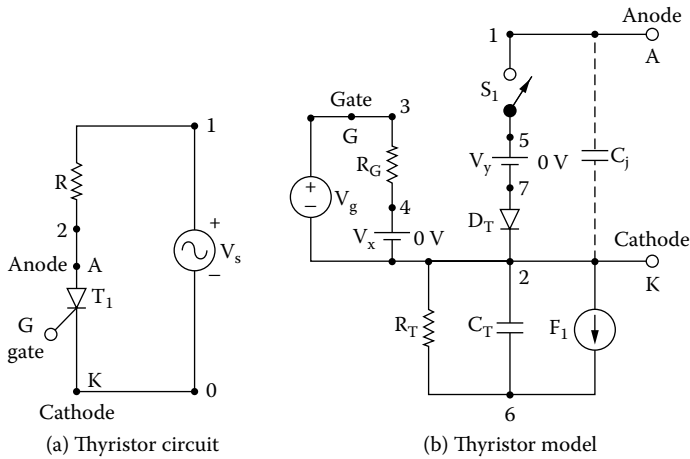 1
R
2
Anode A
T1
G
gate
K
0
Cathode
+
Vs
−
(a) Thyristor circuit
Anode
A
1
S1
5
Vy 0 V
7
DT
Cj
Gate
G
3
RG
+
−
Vg
4
Vx 0 V
Cathode
K
2
RT
CT
F1
6
(b) Thyristor model